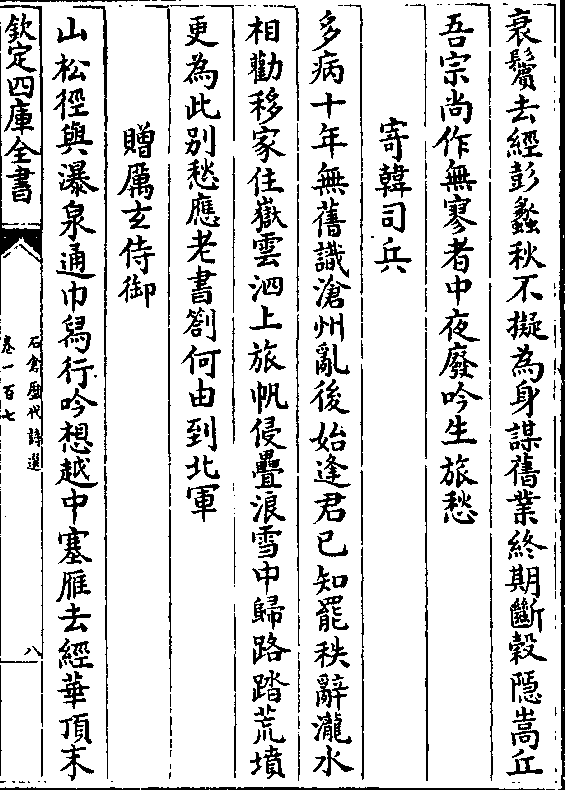 衰鬢去經彭蠡秋不擬為身謀舊業終期斷穀隱嵩丘
吾宗尚作無寥者中夜廢吟生旅愁
寄韓司兵
多病十年無舊識滄州亂後始逢君已知罷秩辭瀧水
相勸移家住嶽雲泗上旅帆侵疊浪雪中歸路踏荒墳
更為此別愁應老書劄何由到北軍
贈厲玄侍御
山松徑與瀑泉通巾舄行吟想越中塞雁去經華頂末
欽定四庫全書
石倉歷代詩選
卷一百七
八